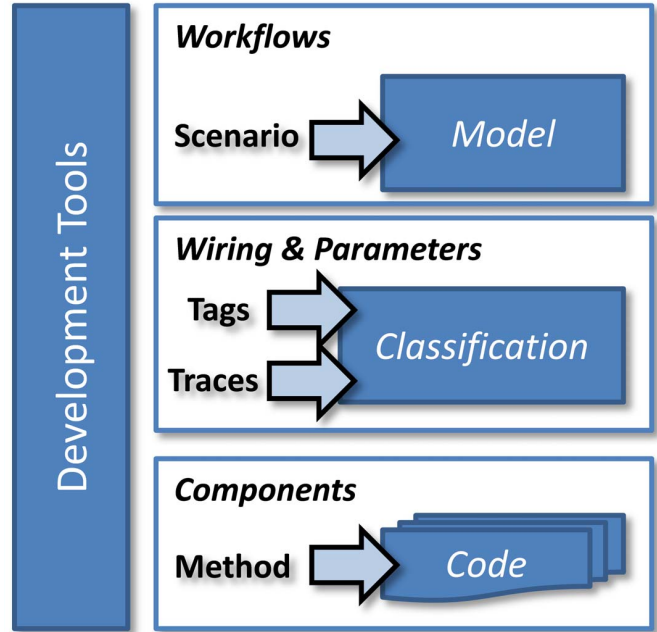 Development Tools
Workflows
Scenario
Model
Wiring & Parameters
Tags
Traces
Classification
Components
Method
Code